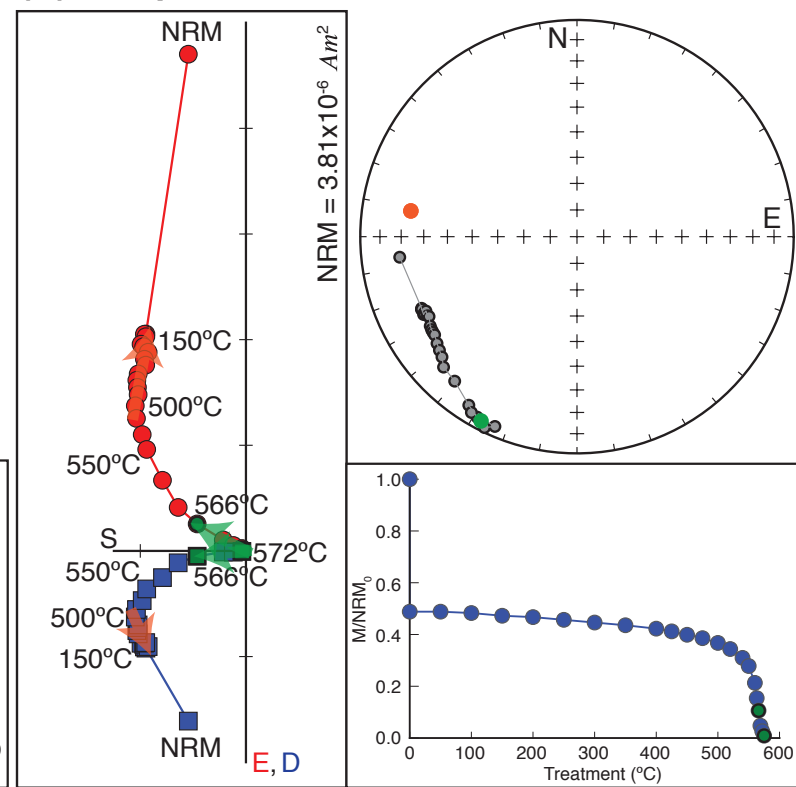 NRM
150ºC
500ºC
550ºC
566ºC
S
572ºC
566ºC
550ºC
500ºC
150ºC
NRM
E, D
NRM = 3.81x10⁻⁶ Am²
N
E
1.0
0.8
0.6
0.4
0.2
0.0
M/NRM₀
0 100 200 300 400 500 600
Treatment (ºC)